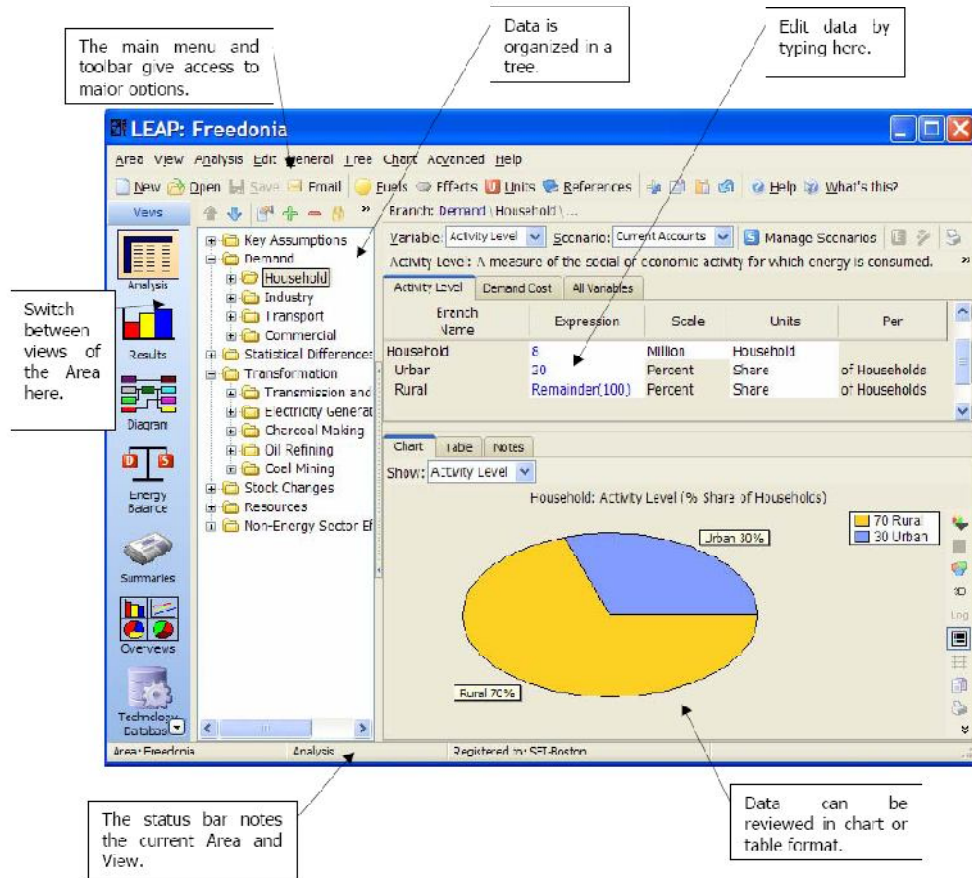 The main menu and
toolbar give access to
major options.
Data is
organized in a
tree.
Edit data by
typing here.
LEAP: Freedonia
Area View Analysis Edit General Tree Chart Advanced Help
New Open Save Email Fuels Effects Units References Help What's this?
Views
Branch: Demand \ Household \ ...
Variable: Activity Level Scenario: Current Accounts Manage Scenarios
Activity Level: A measure of the social or economic activity for which energy is consumed.
Activity Level Demand Cost All Variables
Branch Name Expression Scale Units Per
Household 8 Million Household
Urban 30 Percent Share of Households
Rural Remainder(100) Percent Share of Households
Key Assumptions
Demand
Household
Industry
Transport
Commercial
Statistical Differences
Transformation
Transmission and
Electricity Generat
Charcoal Making
Oil Refining
Coal Mining
Stock Changes
Resources
Non-Energy Sector Ef
Analysis
Switch
between
views of
the Area
here.
Results
Diagram
Energy
Balance
Summaries
Overviews
Technology
Databas
Chart Table Notes
Show: Activity Level
Household: Activity Level (% Share of Households)
70 Rural
30 Urban
Urban 30%
Rural 70%
3D
Log
Area: Freedonia Analysis Registered to: SEI-Boston
The status bar notes
the current Area and
View.
Data can be
reviewed in chart or
table format.